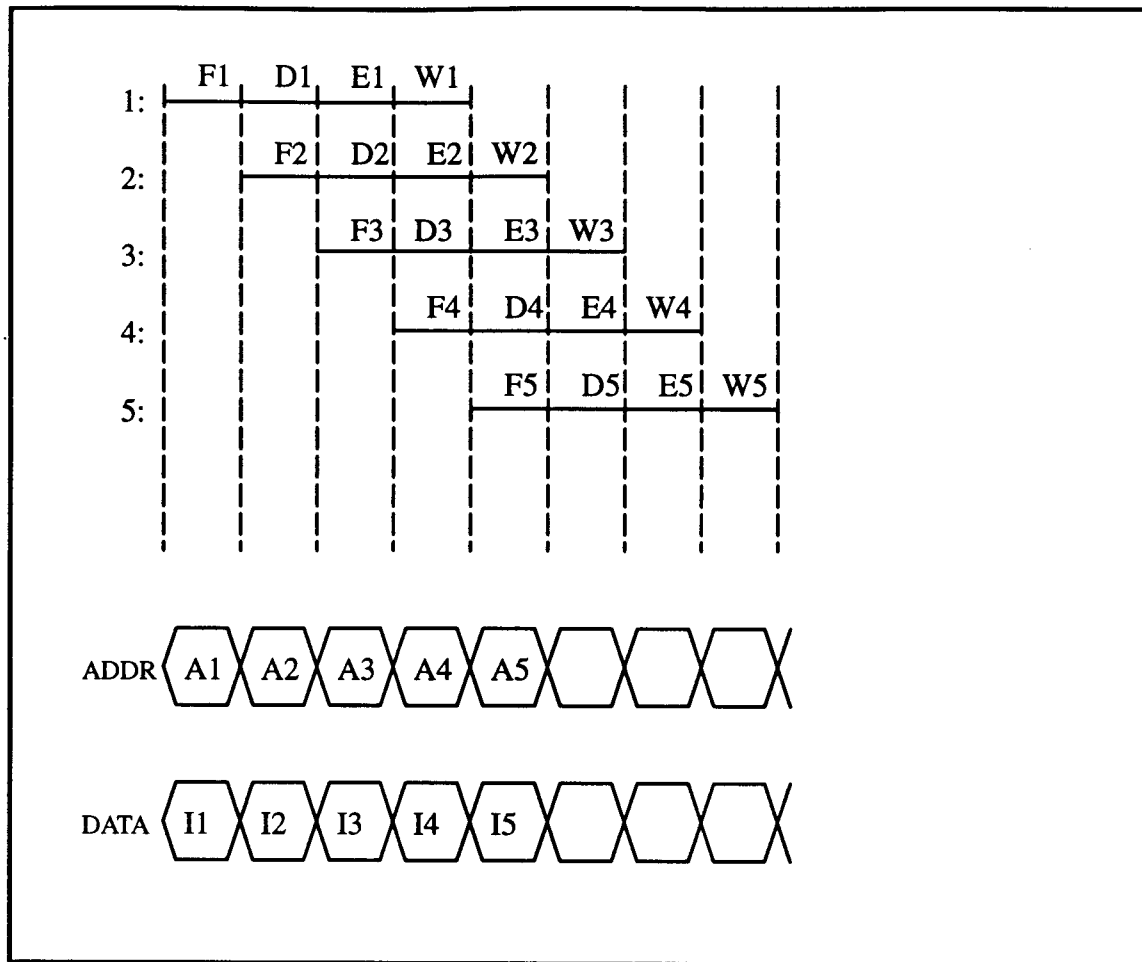 F1 D1 E1 W1
1:
F2 D2 E2 W2
2:
F3 D3 E3 W3
3:
F4 D4 E4 W4
4:
F5 D5 E5 W5
5:
ADDR A1 A2 A3 A4 A5
DATA I1 I2 I3 I4 I5